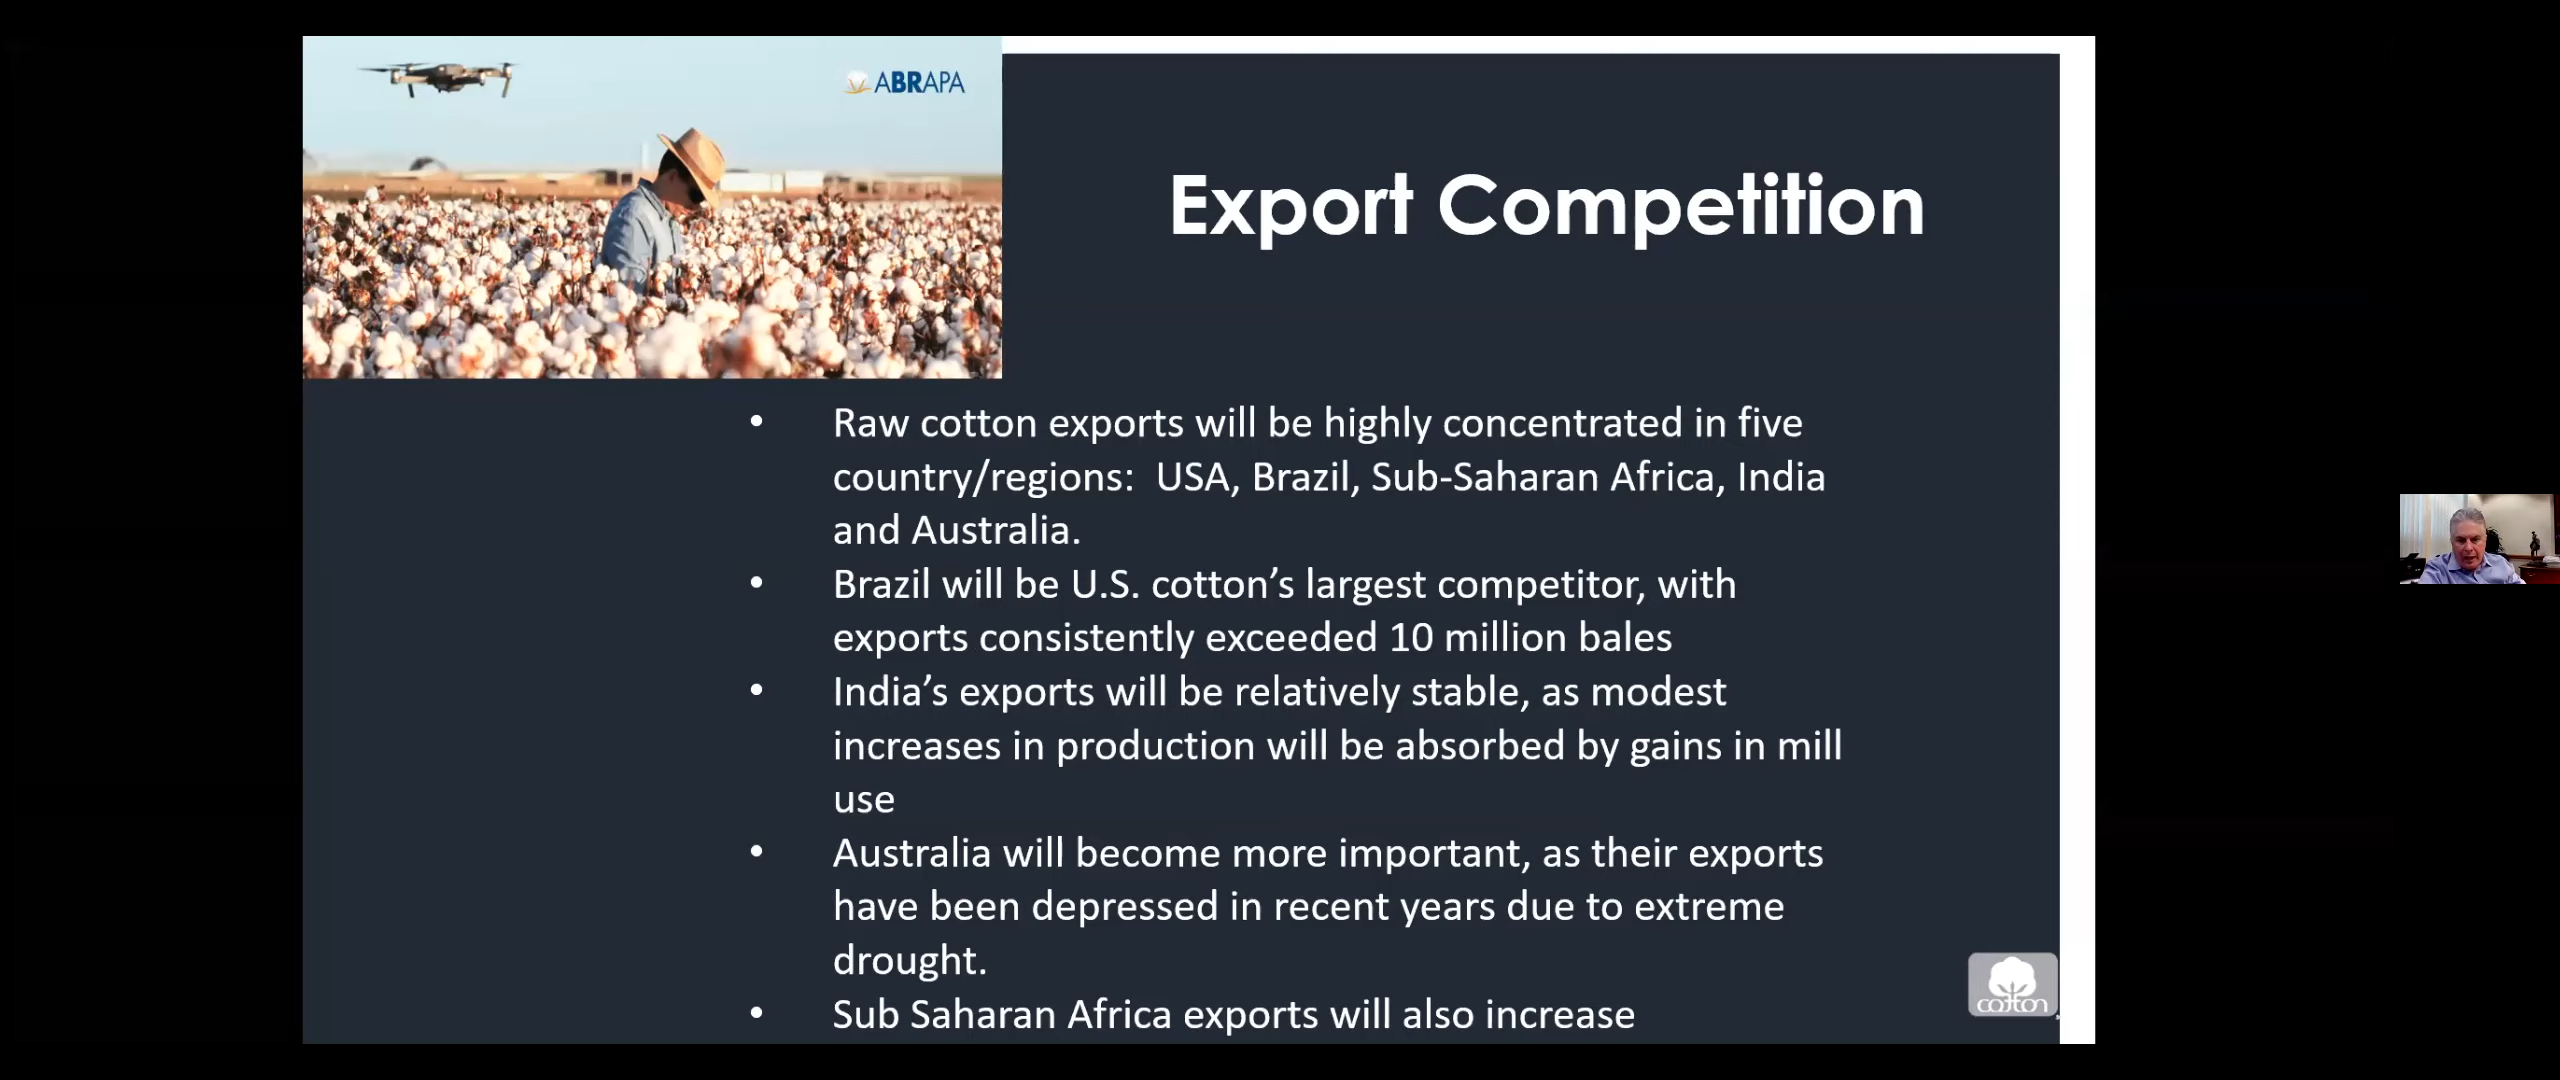 ABRAPA
Export Competition
• Raw cotton exports will be highly concentrated in five
country/regions:  USA, Brazil, Sub-Saharan Africa, India
and Australia.
• Brazil will be U.S. cotton’s largest competitor, with
exports consistently exceeded 10 million bales
• India’s exports will be relatively stable, as modest
increases in production will be absorbed by gains in mill
use
• Australia will become more important, as their exports
have been depressed in recent years due to extreme
drought.
• Sub Saharan Africa exports will also increase
cotton